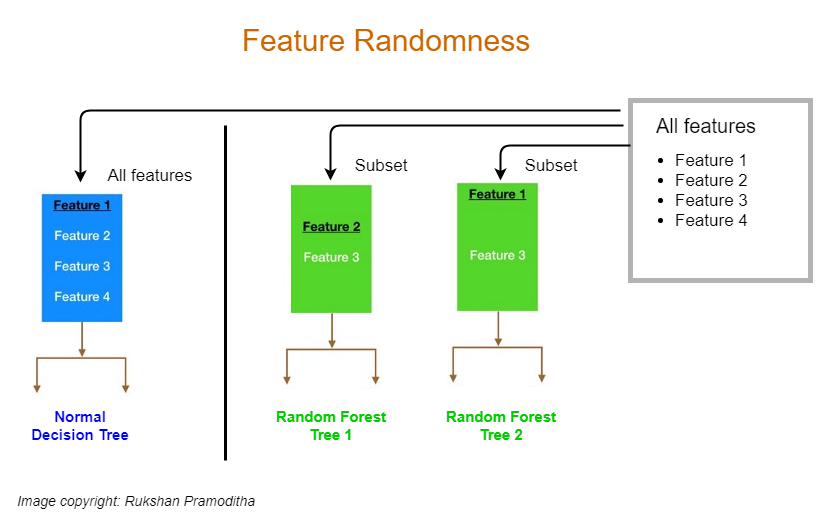 Feature Randomness
All features
Feature 1
Feature 2
Feature 3
Feature 4
Normal
Decision Tree
Subset
Feature 2
Feature 3
Random Forest
Tree 1
Subset
Feature 1
Feature 3
Random Forest
Tree 2
All features
• Feature 1
• Feature 2
• Feature 3
• Feature 4
Image copyright: Rukshan Pramoditha